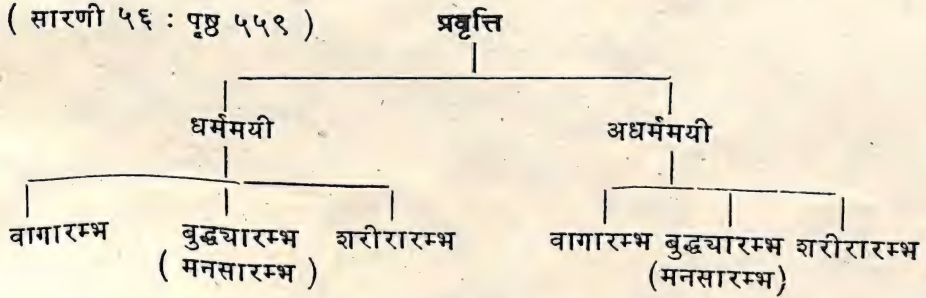 ( सारणी ५६ : पृष्ठ ५५९ )
प्रवृत्ति
धर्ममयी अधर्ममयी
वागारम्भ बुद्ध्यारम्भ शरीरारम्भ वागारम्भ बुद्ध्यारम्भ शरीरारम्भ
( मनसारम्भ ) (मनसारम्भ)